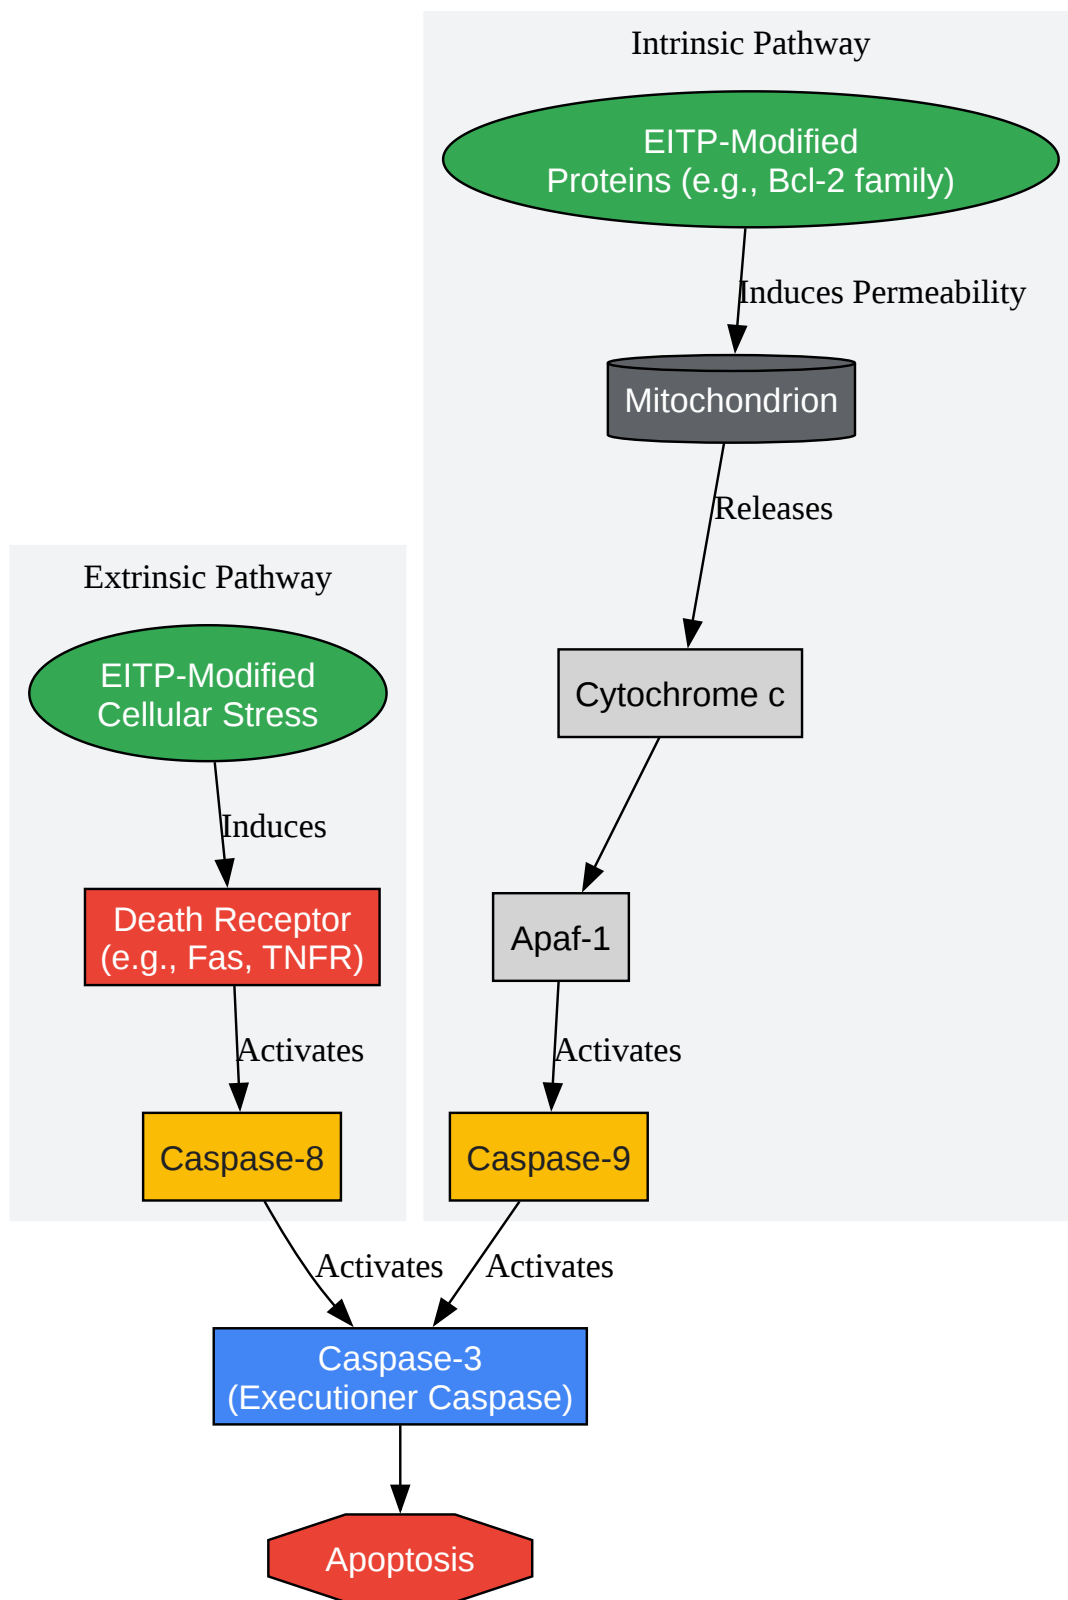 Intrinsic Pathway
EITP-Modified
Proteins (e.g., Bcl-2 family)
Induces Permeability
Mitochondrion
Releases
Cytochrome c
Apaf-1
Activates
Caspase-9
Activates
Extrinsic Pathway
EITP-Modified
Cellular Stress
Induces
Death Receptor
(e.g., Fas, TNFR)
Activates
Caspase-8
Activates
Caspase-3
(Executioner Caspase)
Apoptosis